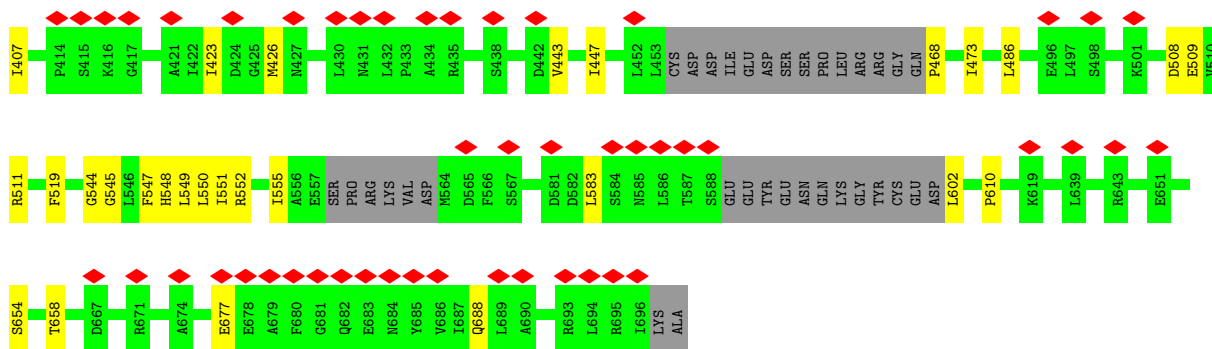 I407 P414 S415 K416 G417 A421 I422 I423 D424 G425 M426 N427 L430 N431 L432 P433 A434 R435 S438 D442 V443 I447 L452 L453 CYS ASP ASP ILE GLU ASP SER SER PRO LEU ARG ARG GLY GLN P468 I473 L486 E496 L497 S498 K501 D508 E509 V510
R511 F519 G544 G545 L546 F547 H548 L549 L550 I551 R552 I555 A556 E557 SER PRO ARG LYS VAL ASP M564 D565 F566 S567 D581 D582 L583 S584 N585 L586 T587 S588 GLU GLU TYR GLU ASN GLN LYS GLY TYR CYS GLU ASP L602 P610 K619 L639 R643 E651
S654 T658 D667 R671 A674 E677 E678 A679 F680 G681 Q682 E683 N684 Y685 V686 I687 Q688 L689 A690 R693 L694 R695 I696 LYS ALA